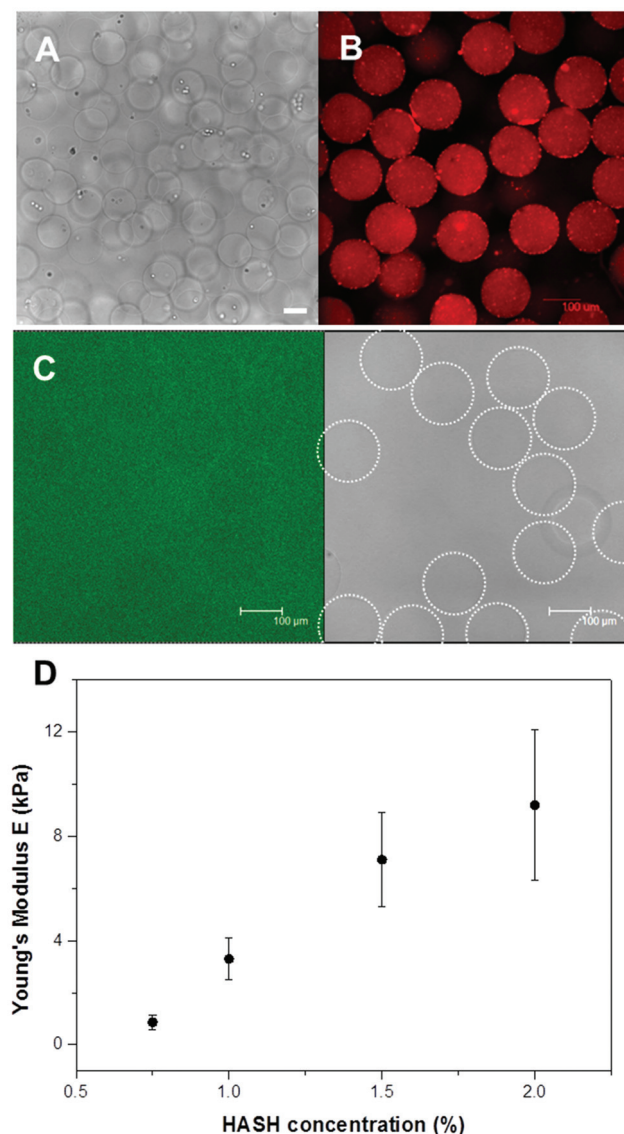 A
B
100 um
C
100 μm
100 μm
D
Young's Modulus E (kPa)
12
8
4
0
0.5
1.0
1.5
2.0
HASH concentration (%)